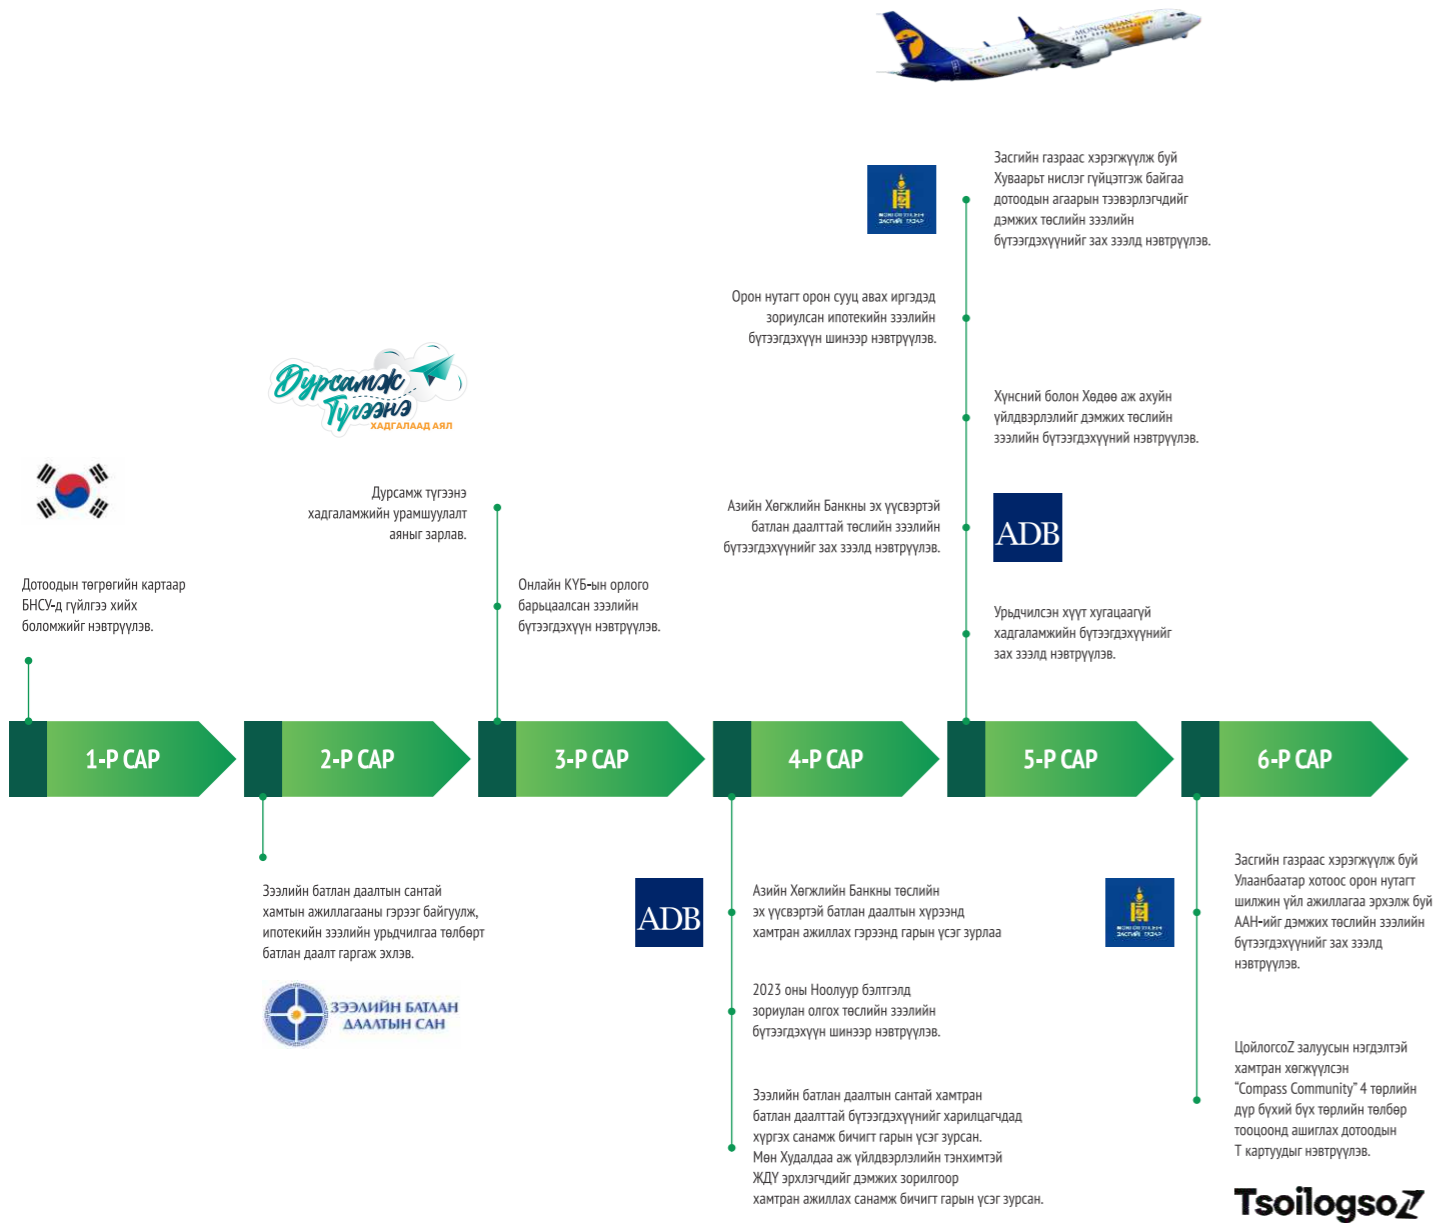 MONGOLIAN
Засгийн газраас хэрэгжүүлж буй
Хуваарьт нислэг гүйцэтгэж байгаа
дотоодын агаарын тээвэрлэгчдийг
дэмжих төслийн зээлийн
бүтээгдэхүүнийг зах зээлд нэвтрүүлэв.
ЗАСГИЙН ГАЗАР
Орон нутагт орон сууц авах иргэдэд
зориулсан ипотекийн зээлийн
бүтээгдэхүүн шинээр нэвтрүүлэв.
Хүнсний болон Хөдөө аж ахуйн
үйлдвэрлэлийг дэмжих төслийн
зээлийн бүтээгдэхүүний нэвтрүүлэв.
Азийн Хөгжлийн Банкны эх үүсвэртэй
батлан даалттай төслийн зээлийн
бүтээгдэхүүнийг зах зээлд нэвтрүүлэв.
ADB
Урьдчилсэн хүүт хугацаагүй
хадгаламжийн бүтээгдэхүүнийг
зах зээлд нэвтрүүлэв.
Дурсамж
Түгээнэ
ХАДГАЛААД АЯЛ
Дурсамж түгээнэ
хадгаламжийн урамшуулалт
аяныг зарлав.
Онлайн КҮБ-ын орлого
барьцаалсан зээлийн
бүтээгдэхүүн нэвтрүүлэв.
Дотоодын төгрөгийн картаар
БНСУ-д гүйлгээ хийх
боломжийг нэвтрүүлэв.
1-Р САР
2-Р САР
3-Р САР
4-Р САР
5-Р САР
6-Р САР
Зээлийн батлан даалтын сантай
хамтын ажиллагааны гэрээг байгуулж,
ипотекийн зээлийн урьдчилгаа төлбөрт
батлан даалт гаргаж эхлэв.
ЗЭЭЛИЙН БАТЛАН
ДААЛТЫН САН
ADB
Азийн Хөгжлийн Банкны төслийн
эх үүсвэртэй батлан даалтын хүрээнд
хамтран ажиллах гэрээнд гарын үсэг зурлаа
2023 оны Ноолуур бэлтгэлд
зориулан олгох төслийн зээлийн
бүтээгдэхүүн шинээр нэвтрүүлэв.
Зээлийн батлан даалтын сантай хамтран
батлан даалттай бүтээгдэхүүнийг харилцагчдад
хүргэх санамж бичигт гарын үсэг зурсан.
Мөн Худалдаа аж үйлдвэрлэлийн тэнхимтэй
ЖДҮ эрхлэгчдийг дэмжих зорилгоор
хамтран ажиллах санамж бичигт гарын үсэг зурсан.
ЗАСГИЙН ГАЗАР
Засгийн газраас хэрэгжүүлж буй
Улаанбаатар хотоос орон нутагт
шилжин үйл ажиллагаа эрхэлж буй
ААН-ийг дэмжих төслийн зээлийн
бүтээгдэхүүнийг зах зээлд
нэвтрүүлэв.
ЦойлогсоZ залуусын нэгдэлтэй
хамтран хөгжүүлсэн
“Compass Community” 4 төрлийн
дүр бүхий бүх төрлийн төлбөр
тооцоонд ашиглах дотоодын
Т картуудыг нэвтрүүлэв.
TsoilogsoZ